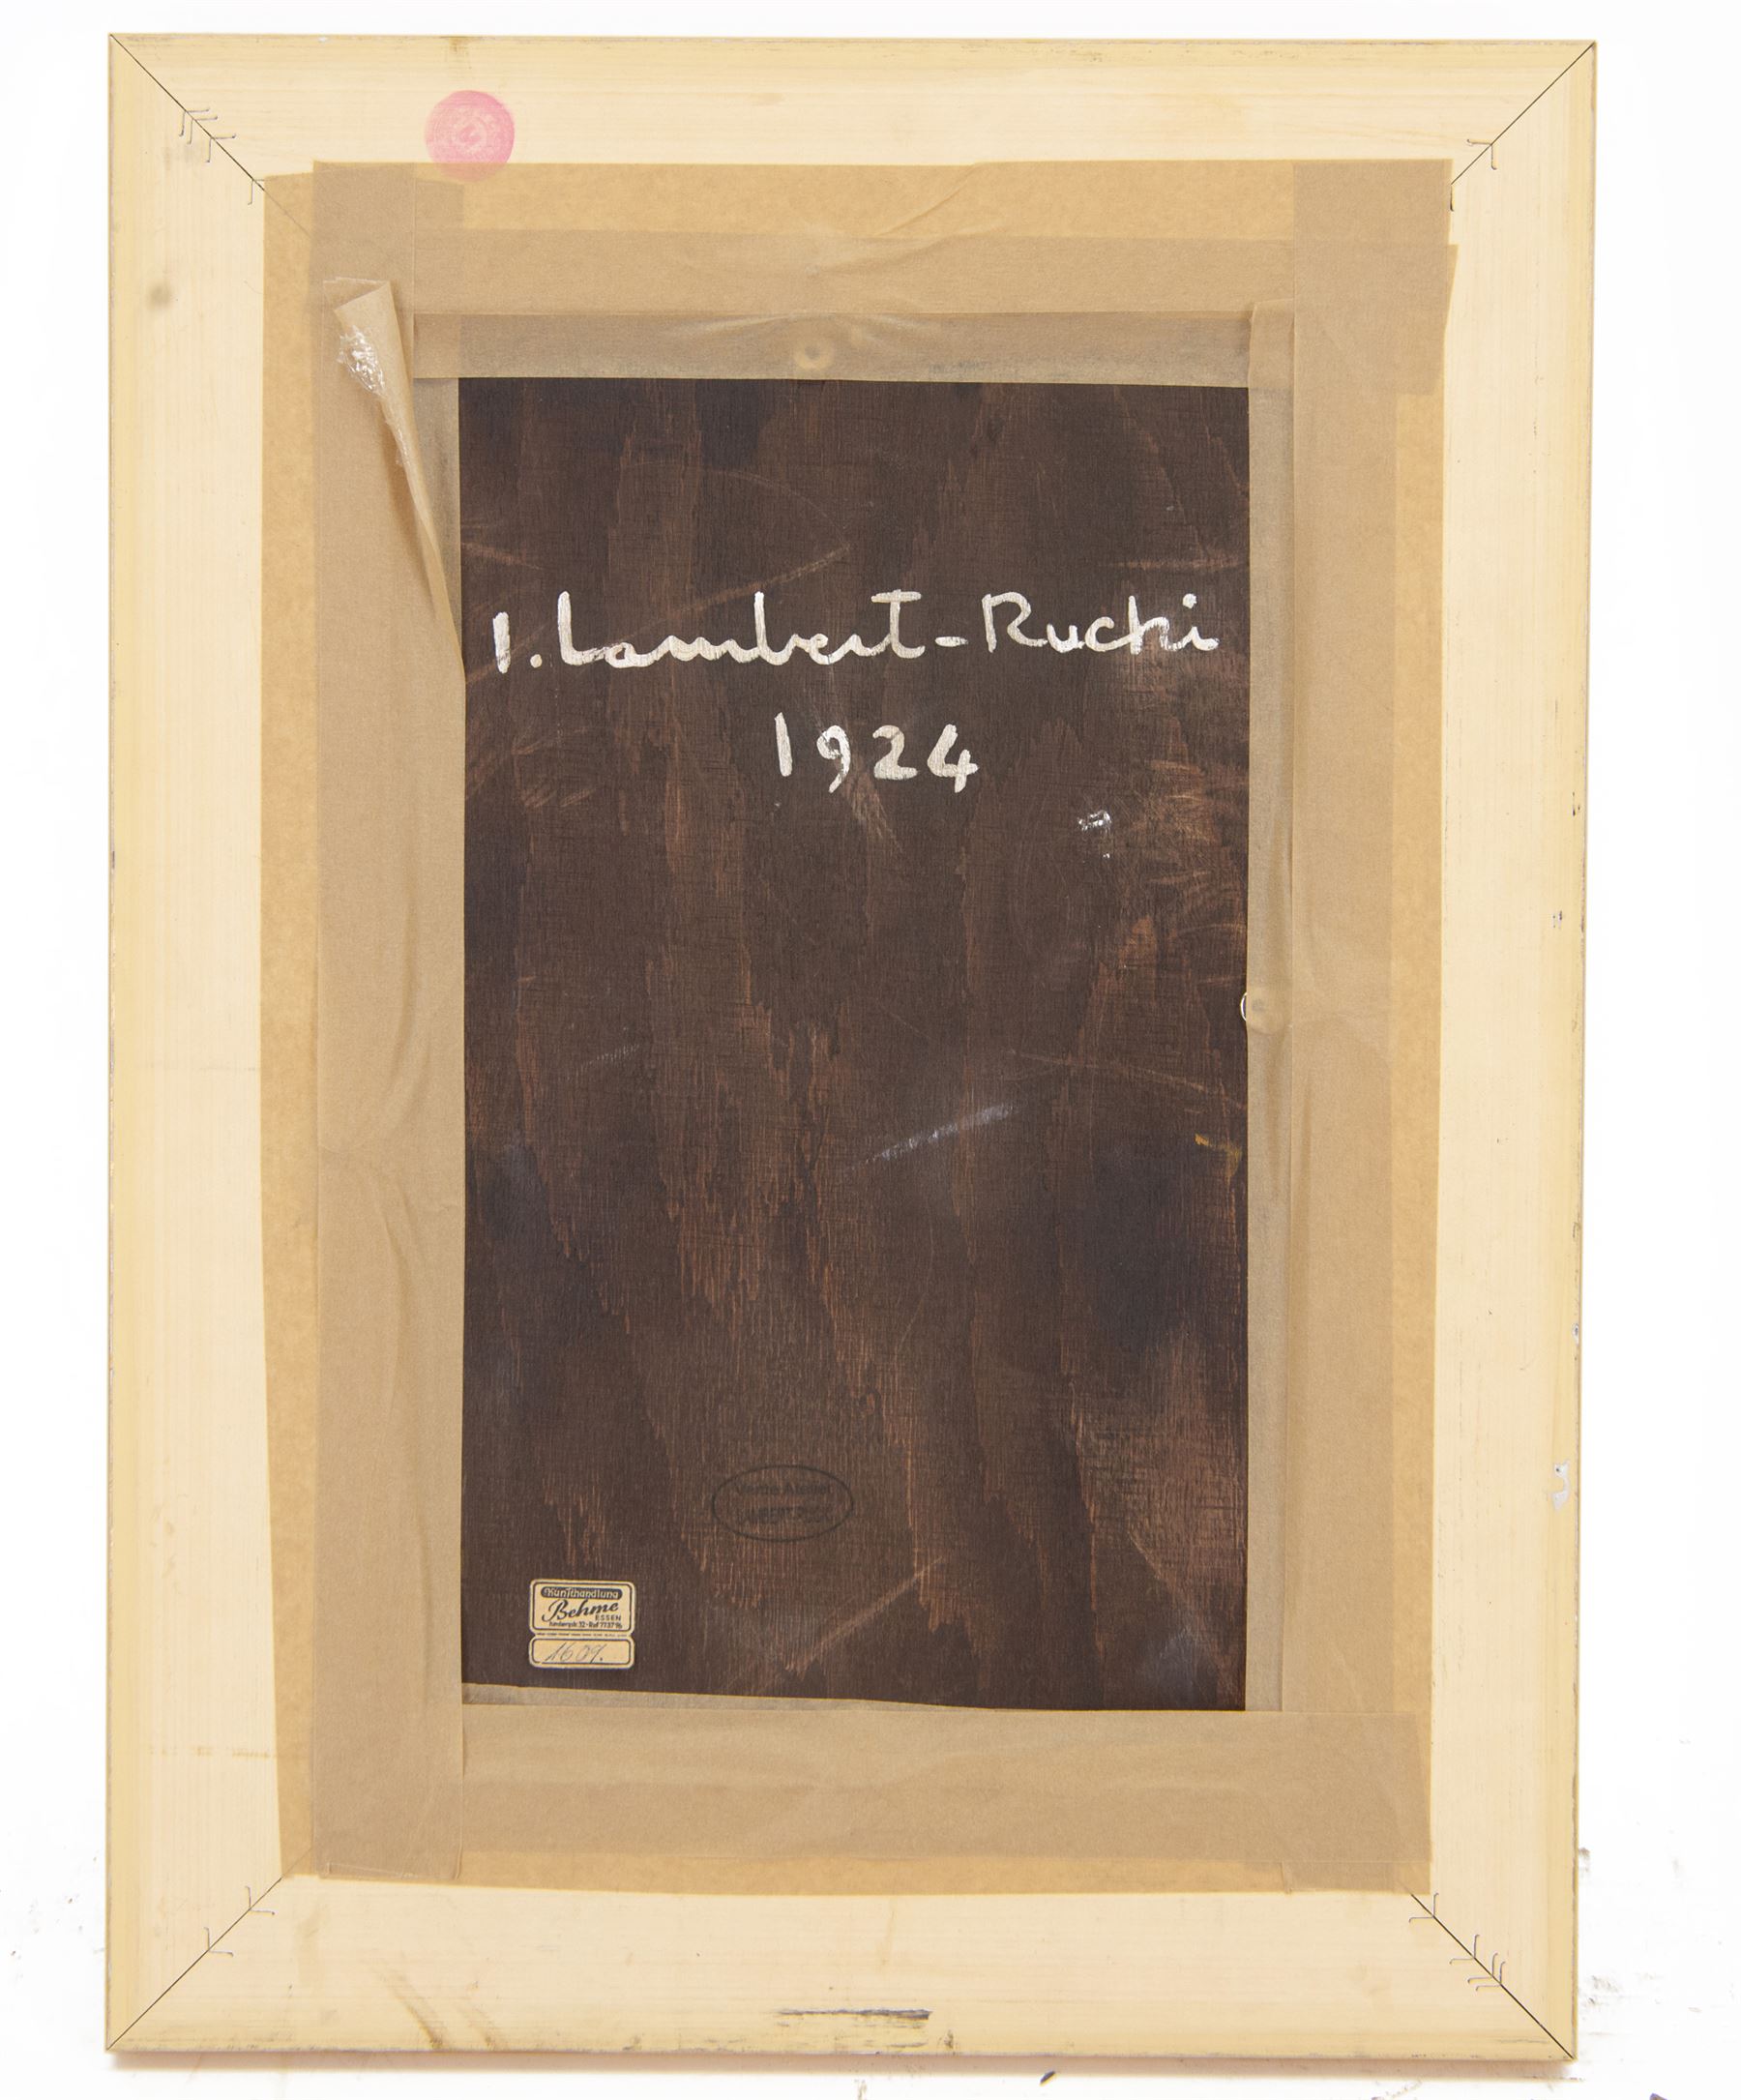 J. Lambert-Rucki
1924
Kunsthandlung
Behme
ESSEN
1609.